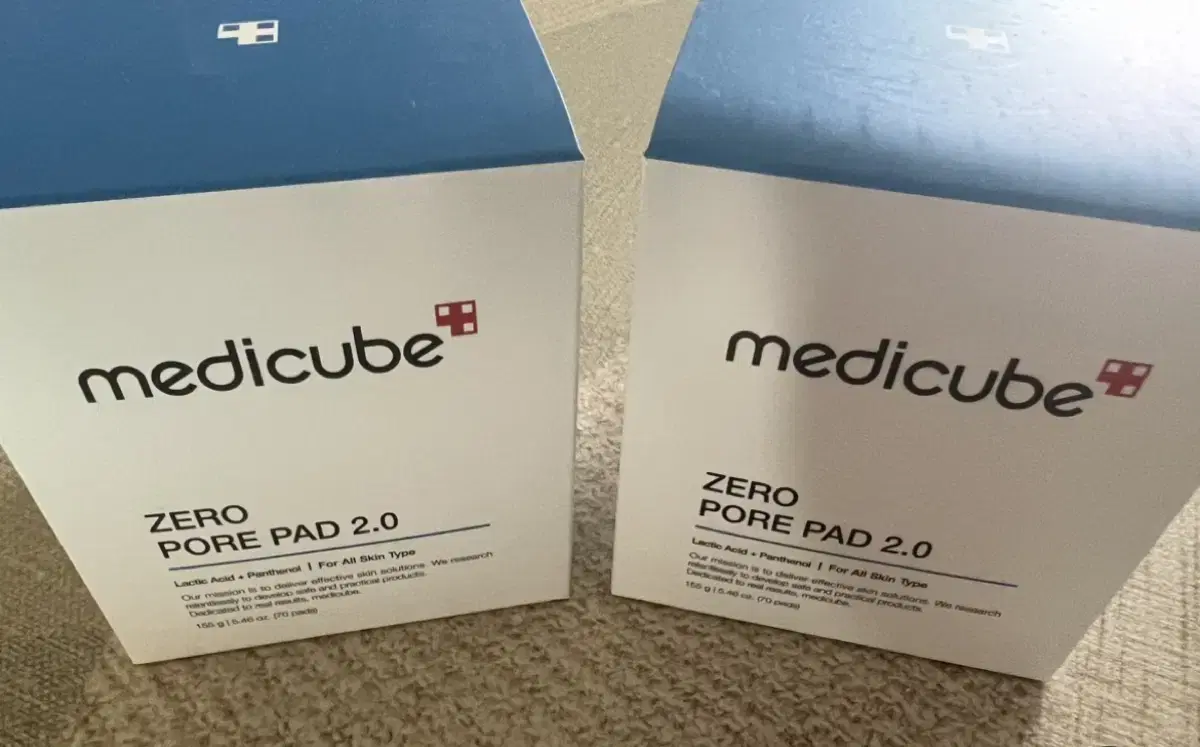 medicube
ZERO
PORE PAD 2.0
Lactic Acid + Panthenol | For All Skin Type
Our mission is to deliver effective skin solutions. We research
relentlessly to develop safe and practical products.
Dedicated to real results, medicube.
155 g | 5.46 oz. (70 pads)
medicube
ZERO
PORE PAD 2.0
Lactic Acid + Panthenol | For All Skin Type
Our mission is to deliver effective skin solutions. We research
relentlessly to develop safe and practical products.
Dedicated to real results, medicube.
155 g | 5.46 oz. (70 pads)